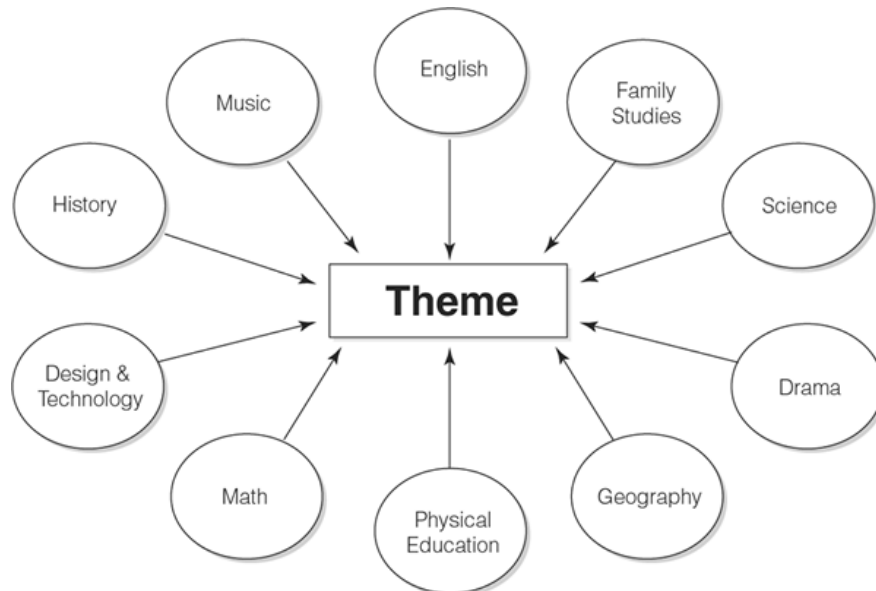 English
Music
Family
Studies
History
Science
Theme
Design &
Technology
Drama
Math
Geography
Physical
Education